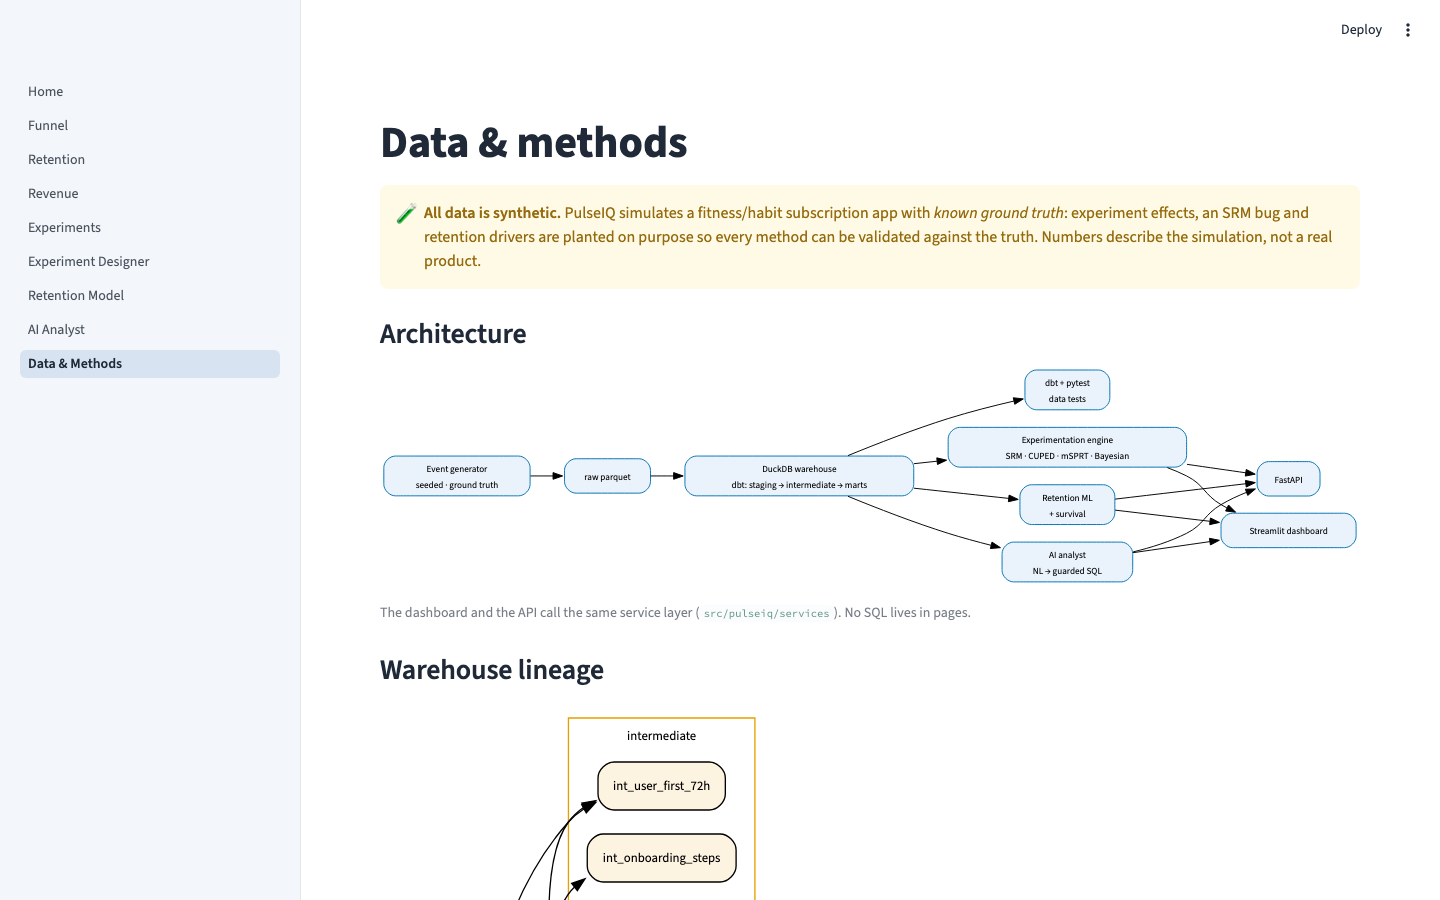 Deploy
Home
Funnel
Retention
Revenue
Experiments
Experiment Designer
Retention Model
AI Analyst
Data & Methods
Data & methods
All data is synthetic. PulseIQ simulates a fitness/habit subscription app with known ground truth: experiment effects, an SRM bug and
retention drivers are planted on purpose so every method can be validated against the truth. Numbers describe the simulation, not a real
product.
Architecture
Event generator
seeded · ground truth
raw parquet
DuckDB warehouse
dbt: staging → intermediate → marts
dbt + pytest
data tests
Experimentation engine
SRM · CUPED · mSPRT · Bayesian
Retention ML
+ survival
AI analyst
NL → guarded SQL
FastAPI
Streamlit dashboard
The dashboard and the API call the same service layer ( src/pulseiq/services ). No SQL lives in pages.
Warehouse lineage
intermediate
int_user_first_72h
int_onboarding_steps